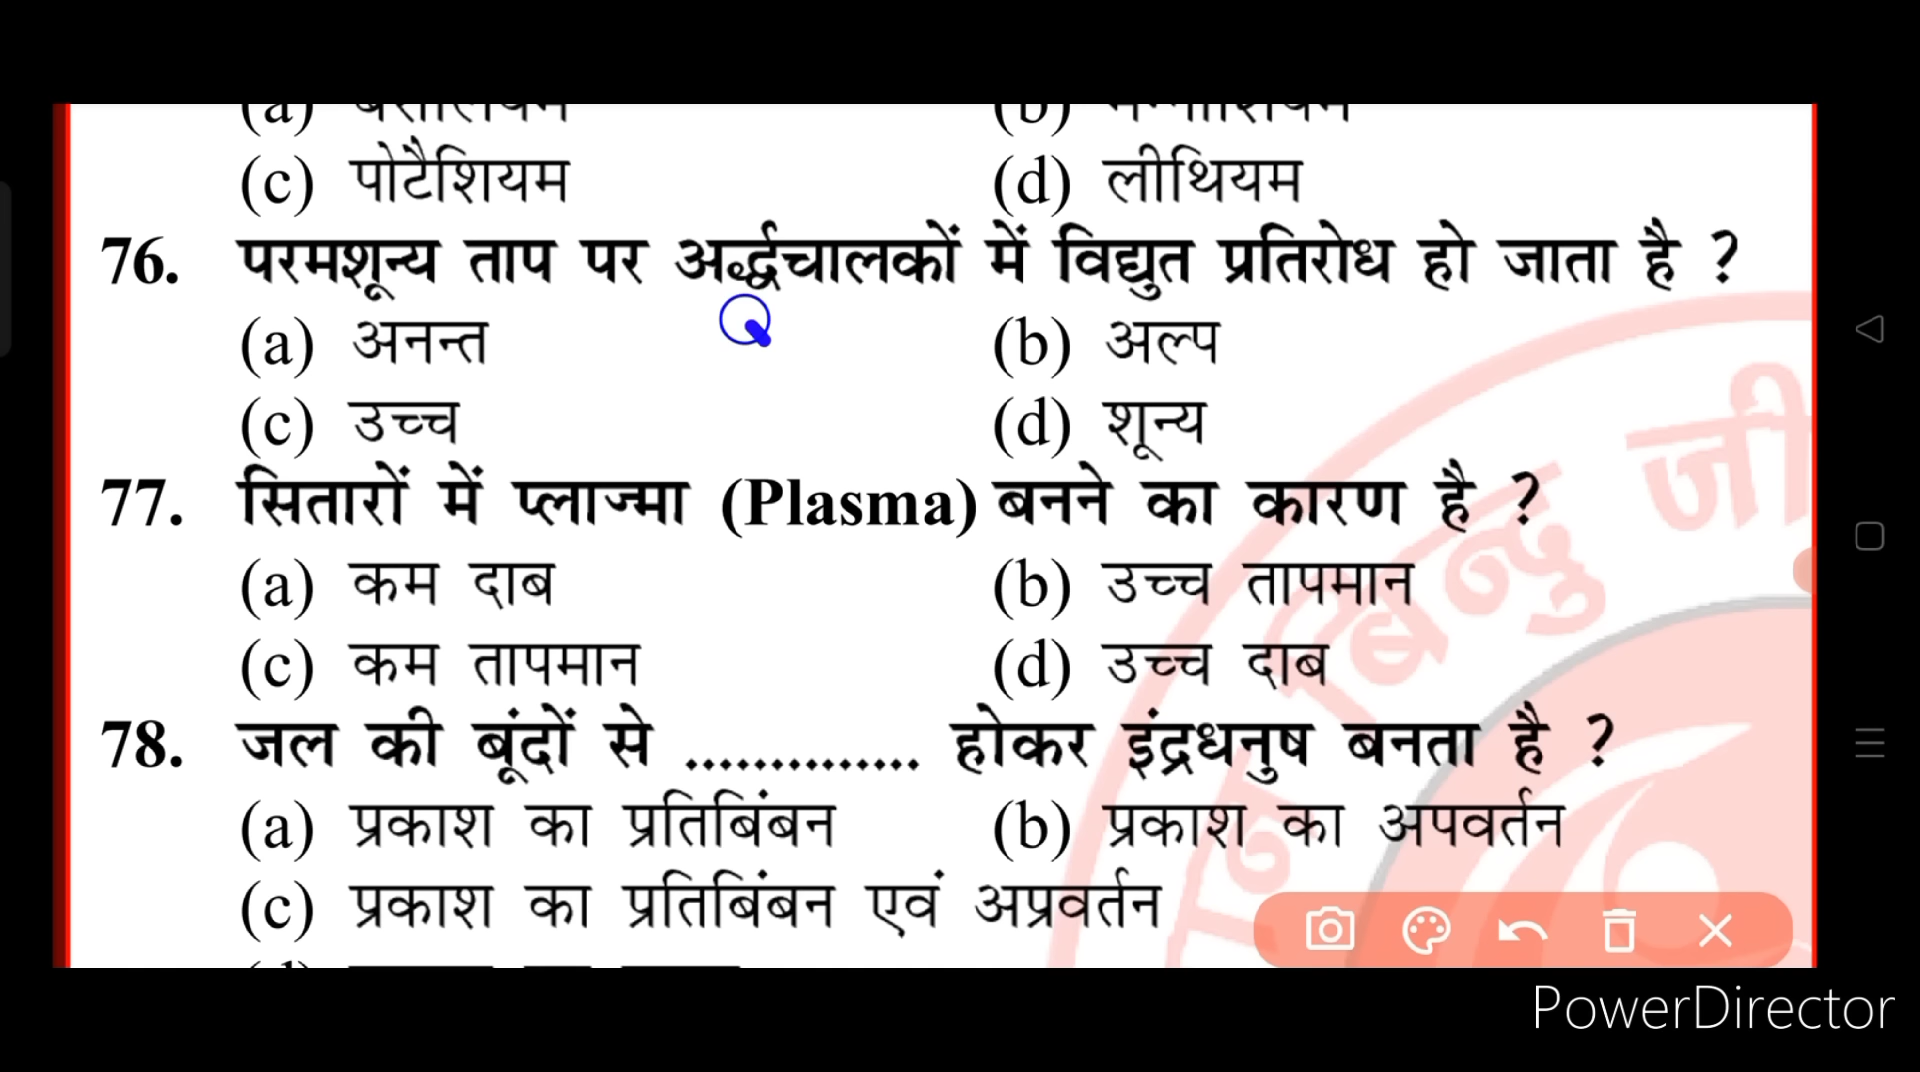 (c) पोटैशियम (d) लीथियम
76. परमशून्य ताप पर अर्द्धचालकों में विद्युत प्रतिरोध हो जाता है ?
(a) अनन्त (b) अल्प
(c) उच्च (d) शून्य
77. सितारों में प्लाज्मा (Plasma) बनने का कारण है ?
(a) कम दाब (b) उच्च तापमान
(c) कम तापमान (d) उच्च दाब
78. जल की बूंदों से .............. होकर इंद्रधनुष बनता है ?
(a) प्रकाश का प्रतिबिंबन (b) प्रकाश का अपवर्तन
(c) प्रकाश का प्रतिबिंबन एवं अप्रवर्तन
बिन्दु जी
PowerDirector